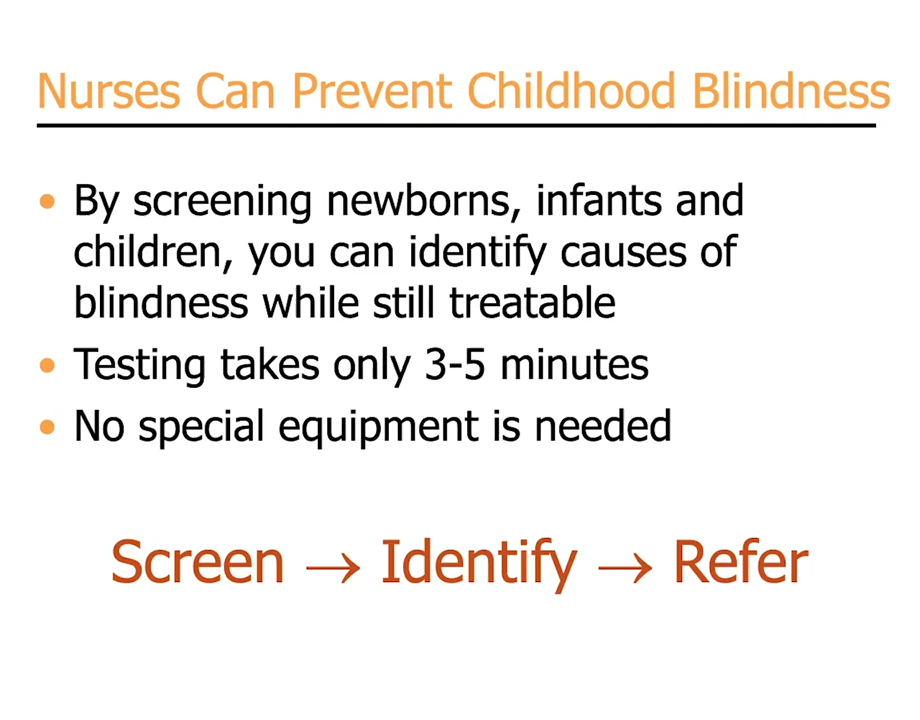 Nurses Can Prevent Childhood Blindness
• By screening newborns, infants and
children, you can identify causes of
blindness while still treatable
• Testing takes only 3-5 minutes
• No special equipment is needed
Screen → Identify → Refer